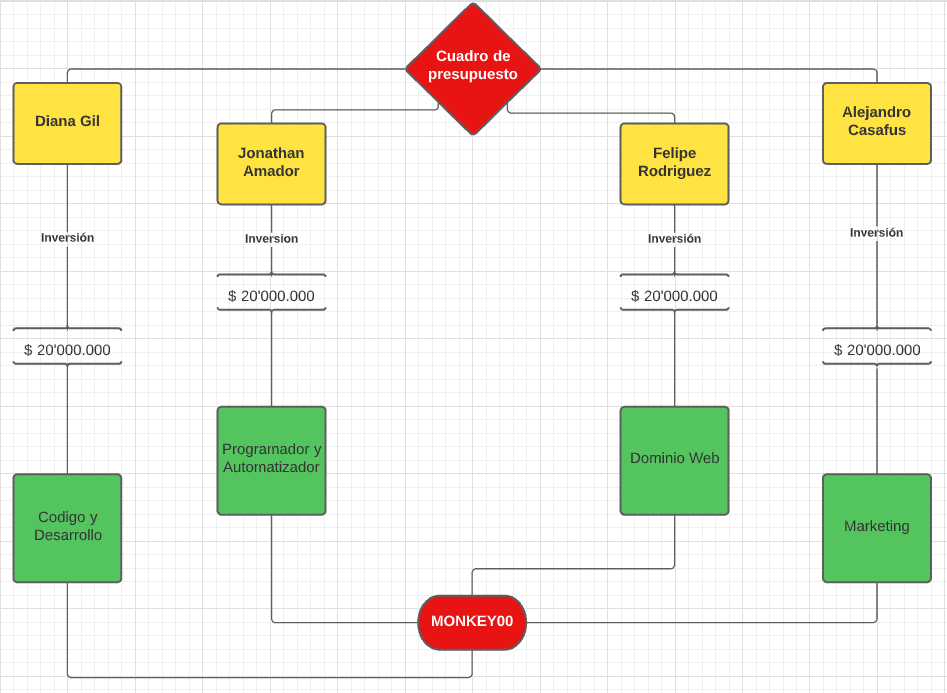 Cuadro de
presupuesto
Diana Gil
Jonathan
Amador
Felipe
Rodriguez
Alejandro
Casafus
Inversión
Inversion
Inversión
Inversión
$ 20'000.000
$ 20'000.000
$ 20'000.000
$ 20'000.000
Programador y
Automatizador
Dominio Web
Codigo y
Desarrollo
Marketing
MONKEY00